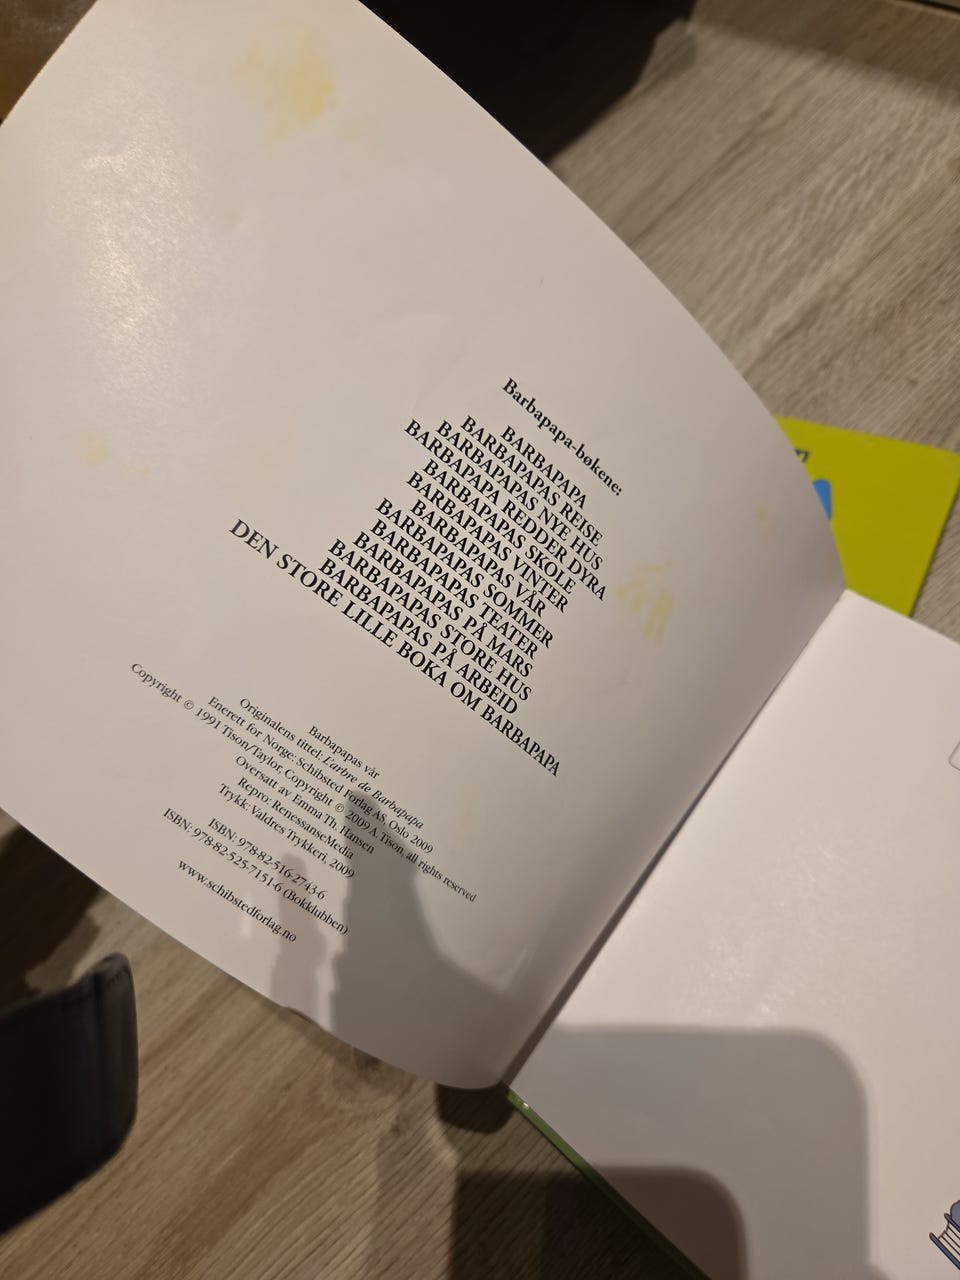 Barbapapa-bøkene:
BARBAPAPA
BARBAPAPAS REISE
BARBAPAPAS NYE HUS
BARBAPAPA REDDER DYRA
BARBAPAPAS SKOLE
BARBAPAPAS VINTER
BARBAPAPAS VÅR
BARBAPAPAS SOMMER
BARBAPAPAS TEATER
BARBAPAPAS PÅ MARS
BARBAPAPAS STORE HUS
BARBAPAPAS PÅ ARBEID
DEN STORE LILLE BOKA OM BARBAPAPA
Barbapapas vår
Originalens tittel: L'arbre de Barbapapa
Enerett for Norge: Schibsted Forlag AS, Oslo 2009
Copyright © 1991 Tison/Taylor, Copyright © 2009 A. Tison, all rights reserved
Oversatt av Emma Th. Hansen
Repro: RenessanseMedia
Trykk: Valdres Trykkeri, 2009
ISBN: 978-82-516-2743-6
ISBN: 978-82-525-7151-6 (Bokklubben)
www.schibstedforlag.no